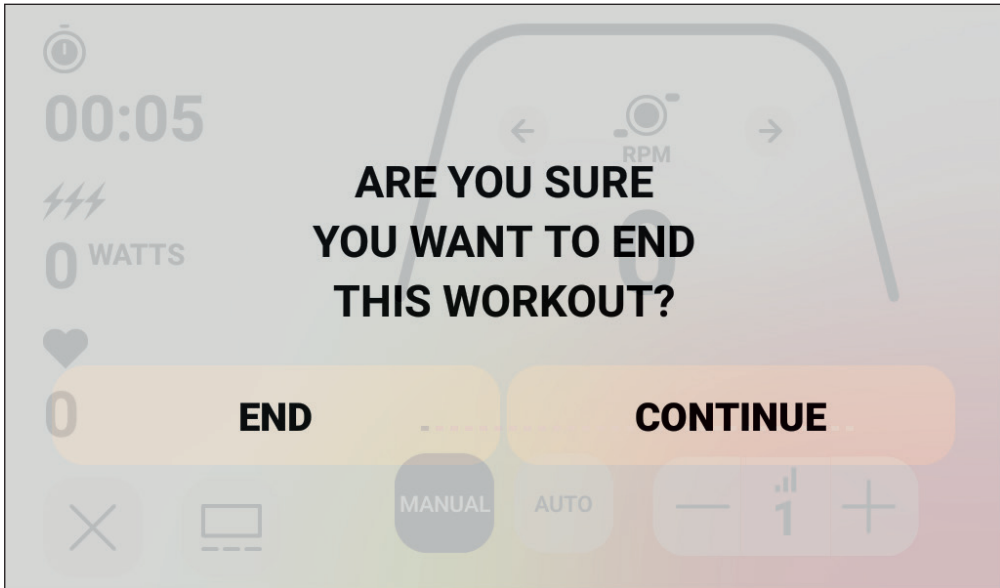 00:05
RPM
ARE YOU SURE
0 WATTS
YOU WANT TO END
0
THIS WORKOUT?
0
END
CONTINUE
MANUAL
AUTO
1